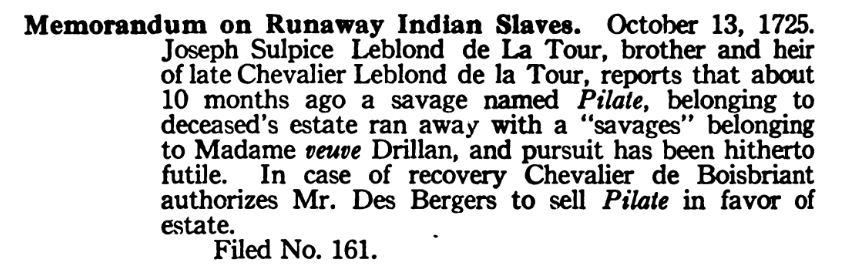 Memorandum on Runaway Indian Slaves. October 13, 1725.
Joseph Sulpice Leblond de La Tour, brother and heir
of late Chevalier Leblond de la Tour, reports that about
10 months ago a savage named Pilate, belonging to
deceased's estate ran away with a "savages" belonging
to Madame veuve Drillan, and pursuit has been hitherto
futile. In case of recovery Chevalier de Boisbriant
authorizes Mr. Des Bergers to sell Pilate in favor of
estate.
Filed No. 161.